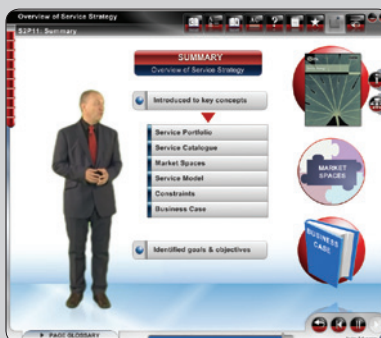 Overview of Service Strategy
S2P11: Summary
SUMMARY
Overview of Service Strategy
Introduced to key concepts
Service Portfolio
Service Catalogue
Market Spaces
Service Model
Constraints
Business Case
Identified goals & objectives
MARKET
SPACES
BUSINESS
CASE
PAGE GLOSSARY